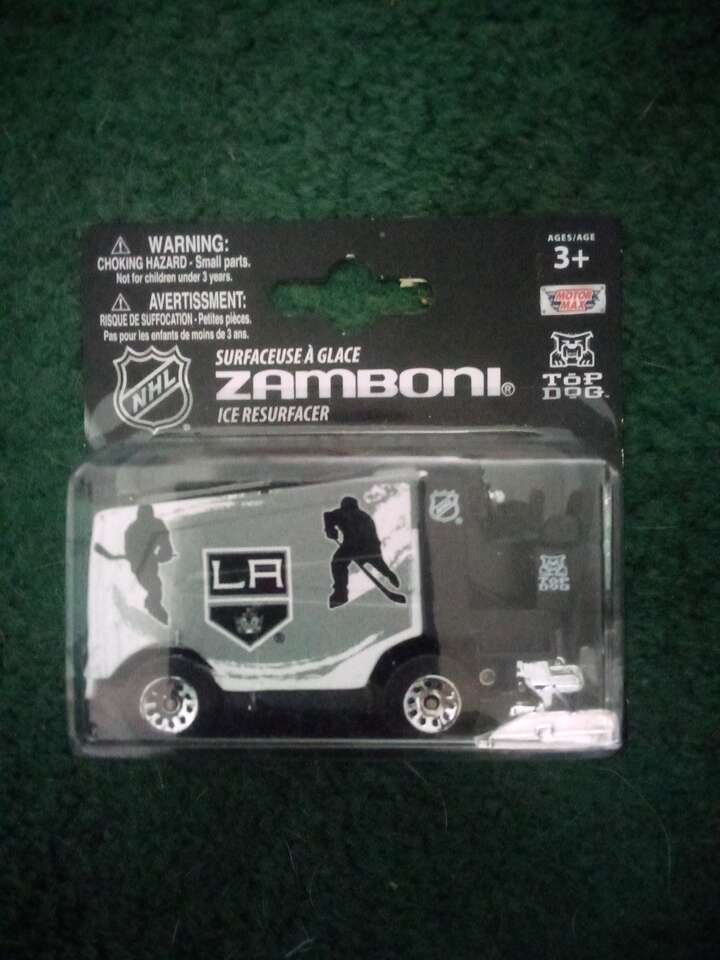 WARNING:
CHOKING HAZARD - Small parts.
Not for children under 3 years.
AVERTISSMENT:
RISQUE DE SUFFOCATION - Petites pièces.
Pas pour les enfants de moins de 3 ans.
AGES/AGE
3+
MOTOR
MAX
TOP
DOG
NHL
®
SURFACEUSE À GLACE
ZAMBONI®
ICE RESURFACER
NHL
LA
®
TOP
DOG